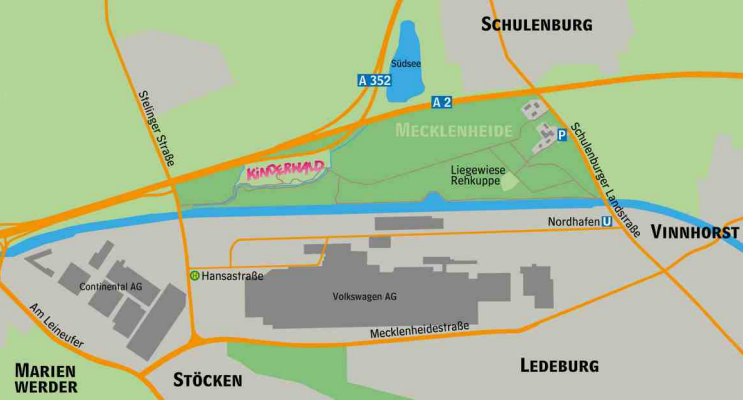 SCHULENBURG
Südsee
A 352
A 2
Stelinger Straße
MECKLENHEIDE
P
Schulenburger Landstraße
KiNDERWALD
Liegewiese
Rehkuppe
Nordhafen U
VINNHORST
H Hansastraße
Continental AG
Volkswagen AG
Am Leineufer
Mecklenheidestraße
MARIEN
WERDER
STÖCKEN
LEDEBURG